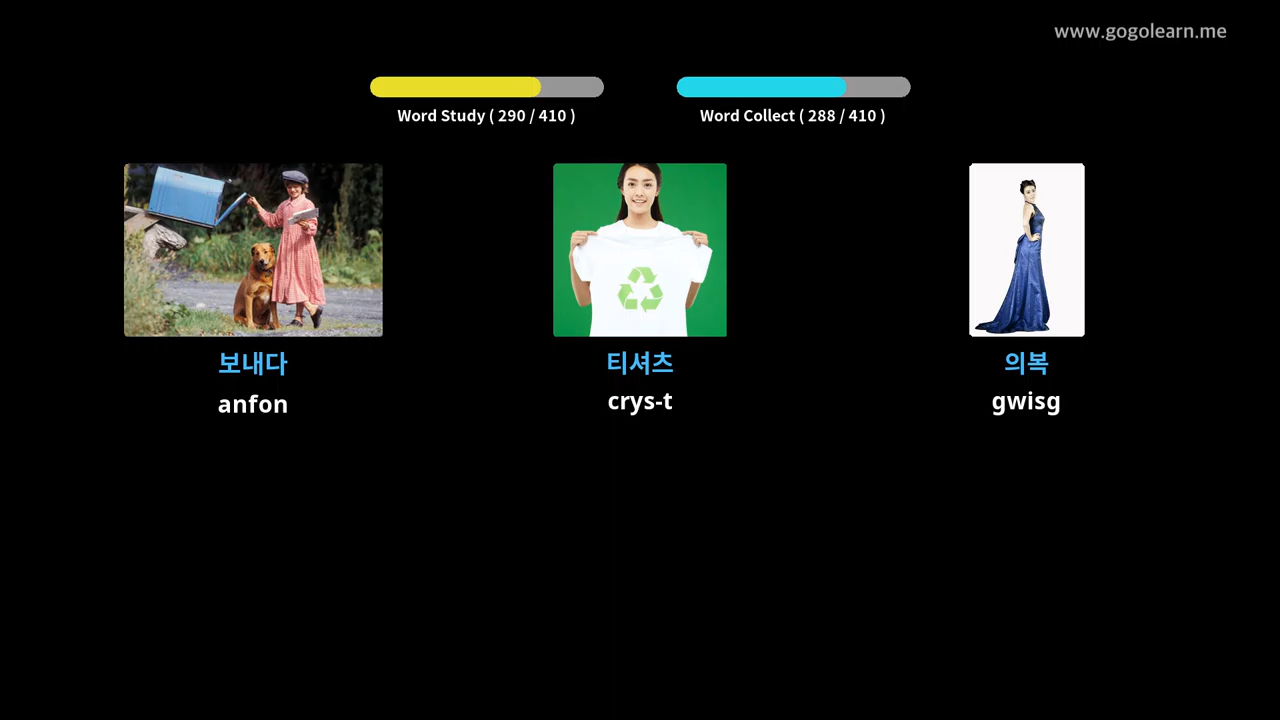 www.gogolearn.me
Word Study ( 290 / 410 )
Word Collect ( 288 / 410 )
보내다
티셔츠
의복
anfon
crys-t
gwisg